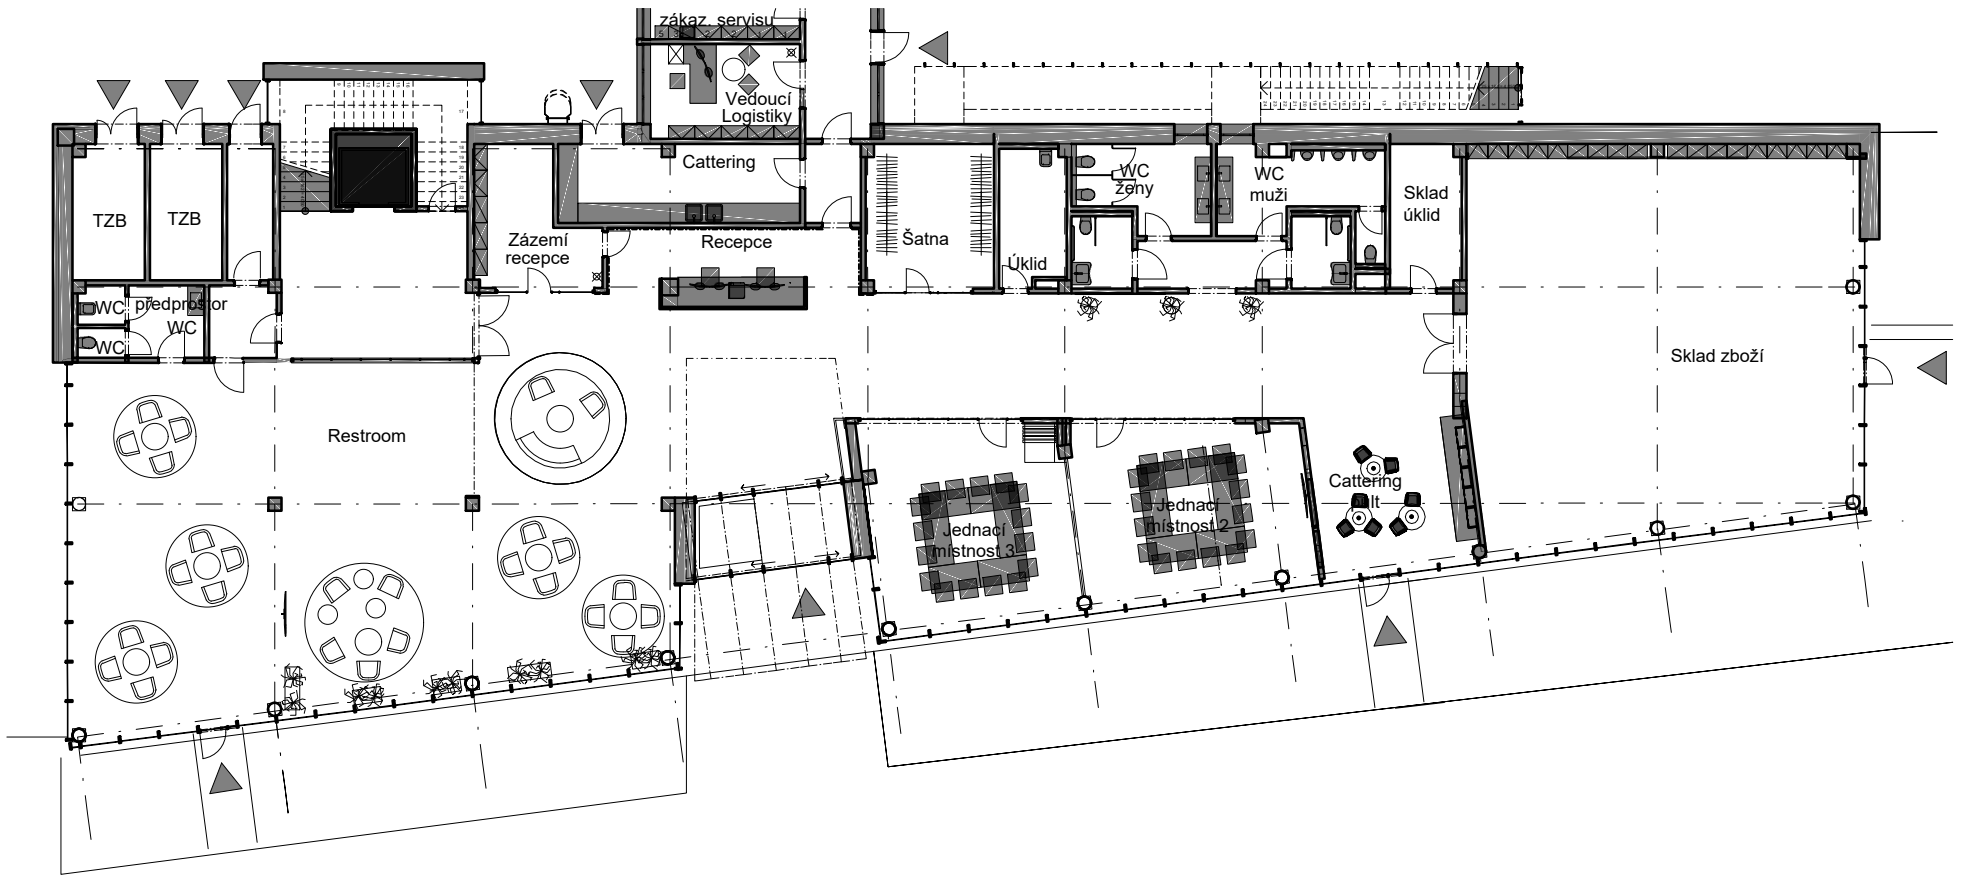 zákaz. servisu
Vedoucí
Logistiky
Cattering
TZB
TZB
Zázemí
recepce
Recepce
Šatna
Úklid
WC
ženy
WC
muži
Sklad
úklid
WC
předprostor
WC
WC
Sklad zboží
Restroom
Jednací
místnost 3
Jednací
místnost 2
Cattering